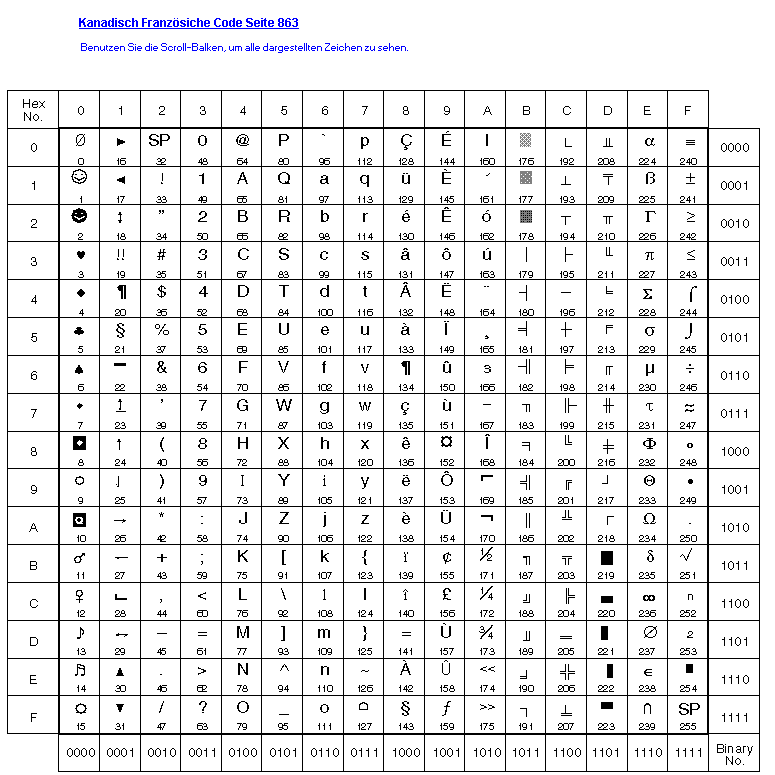 Kanadisch Französiche Code Seite 863
Benutzen Sie die Scroll-Balken, um alle dargestellten Zeichen zu sehen.
Hex No. 0 1 2 3 4 5 6 7 8 9 A B C D E F
0 Ø ► SP 0 @ P ` p Ç É | ░ └ ╨ α ≡ 0000
0 16 32 48 64 80 96 112 128 144 160 176 192 208 224 240
1 ☺ ◄ ! 1 A Q a q ü È ´ ▒ ┴ ╤ ß ± 0001
1 17 33 49 65 81 97 113 129 145 161 177 193 209 225 241
2 ☻ ↕ " 2 B R b r é Ê ó ▓ ┬ ╥ Γ ≥ 0010
2 18 34 50 66 82 98 114 130 146 162 178 194 210 226 242
3 ♥ !! # 3 C S c s â ô ú │ ├ ╙ π ≤ 0011
3 19 35 51 67 83 99 115 131 147 163 179 195 211 227 243
4 ♦ ¶ $ 4 D T d t Â Ë ¨ ┤ ─ ╘ Σ ⌠ 0100
4 20 36 52 68 84 100 116 132 148 164 180 196 212 228 244
5 ♣ § % 5 E U e u à Ï ¸ ╡ ┼ ╒ σ ⌡ 0101
5 21 37 53 69 85 101 117 133 149 165 181 197 213 229 245
6 ♠ ▬ & 6 F V f v ¶ û ³ ╢ ╞ ╓ µ ÷ 0110
6 22 38 54 70 86 102 118 134 150 166 182 198 214 230 246
7 • ↨ ' 7 G W g w ç ù ¯ ╖ ╟ ╫ τ ≈ 0111
7 23 39 55 71 87 103 119 135 151 167 183 199 215 231 247
8 ◘ ↑ ( 8 H X h x ê ¤ Î ╕ ╚ ╪ Φ ° 1000
8 24 40 56 72 88 104 120 136 152 168 184 200 216 232 248
9 ○ ↓ ) 9 I Y i y ë Ô ⌐ ╣ ╔ ┘ Θ • 1001
9 25 41 57 73 89 105 121 137 153 169 185 201 217 233 249
A ◙ → * : J Z j z è Ü ¬ ║ ╩ ┌ Ω . 1010
10 26 42 58 74 90 106 122 138 154 170 186 202 218 234 250
B ♂ ← + ; K [ k { ï ¢ ½ ╗ ╦ █ δ √ 1011
11 27 43 59 75 91 107 123 139 155 171 187 203 219 235 251
C ♀ ∟ , < L \ l | î £ ¼ ╝ ╠ ▄ ∞ ⁿ 1100
12 28 44 60 76 92 108 124 140 156 172 188 204 220 236 252
D ♪ ↔ − = M ] m } = Ù ¾ ╜ ═ ▌ Ø ² 1101
13 29 45 61 77 93 109 125 141 157 173 189 205 221 237 253
E ♬ ▲ . > N ^ n ~ À Û << ╛ ╬ ▐ ∈ ■ 1110
14 30 46 62 78 94 110 126 142 158 174 190 206 222 238 254
F ☼ ▼ / ? O _ o ⌂ § ƒ >> ┐ ╧ ▀ ∩ SP 1111
15 31 47 63 79 95 111 127 143 159 175 191 207 223 239 255
0000 0001 0010 0011 0100 0101 0110 0111 1000 1001 1010 1011 1100 1101 1110 1111 Binary No.